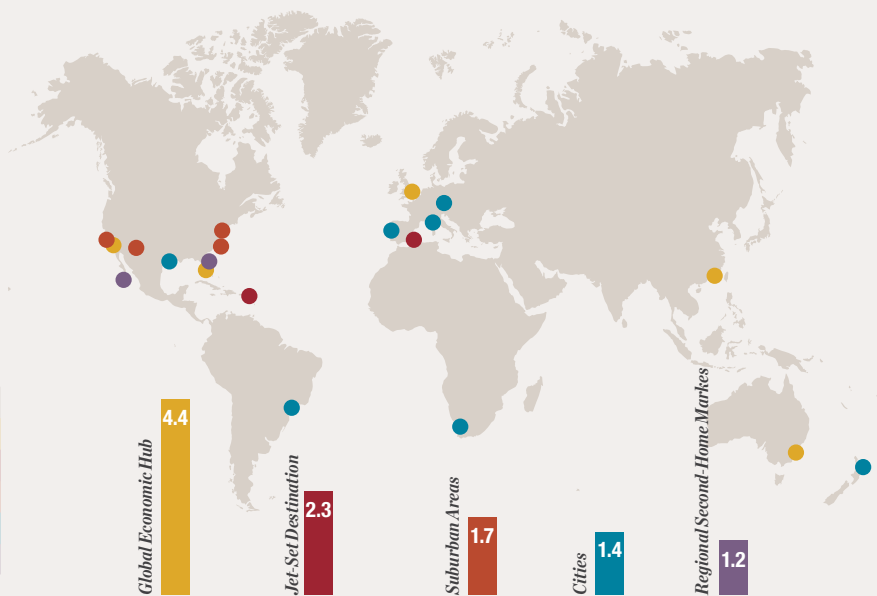 Global Economic Hub
4.4
Jet-Set Destination
2.3
Suburban Areas
1.7
Cities
1.4
Regional Second-Home Markes
1.2